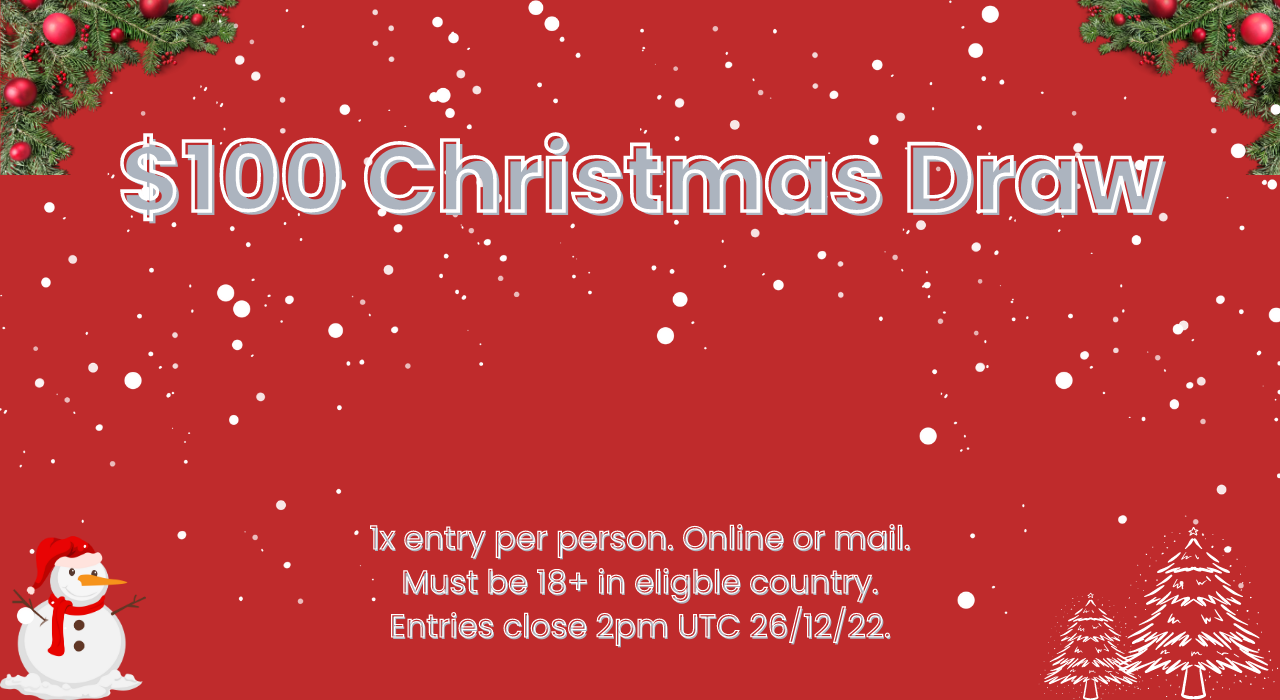 $100 Christmas Draw
1x entry per person. Online or mail.
Must be 18+ in eligble country.
Entries close 2pm UTC 26/12/22.